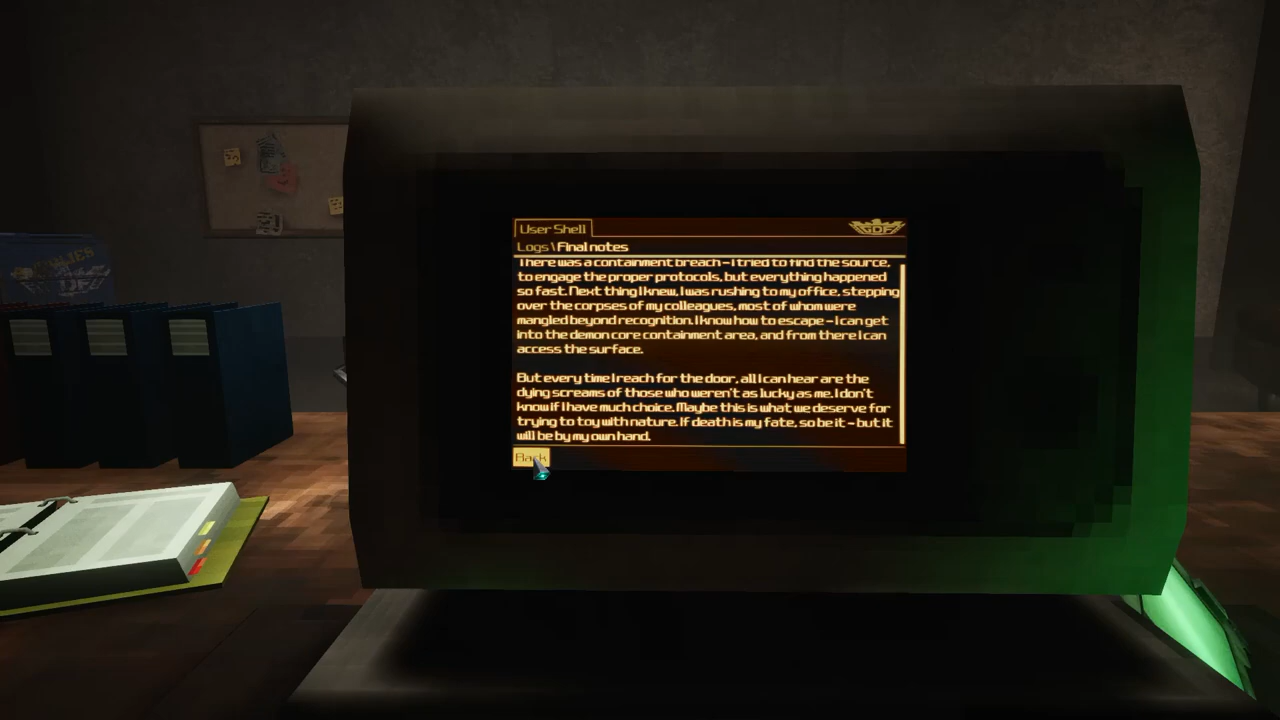 User Shell
GDF
Logs \ Final notes
There was a containment breach - I tried to find the source,
to engage the proper protocols, but everything happened
so fast. Next thing I knew, I was rushing to my office, stepping
over the corpses of my colleagues, most of whom were
mangled beyond recognition. I know how to escape - I can get
into the demon core containment area, and from there I can
access the surface.
But every time I reach for the door, all I can hear are the
dying screams of those who weren't as lucky as me. I don't
know if I have much choice. Maybe this is what we deserve for
trying to toy with nature. If death is my fate, so be it - but it
will be by my own hand.
Back